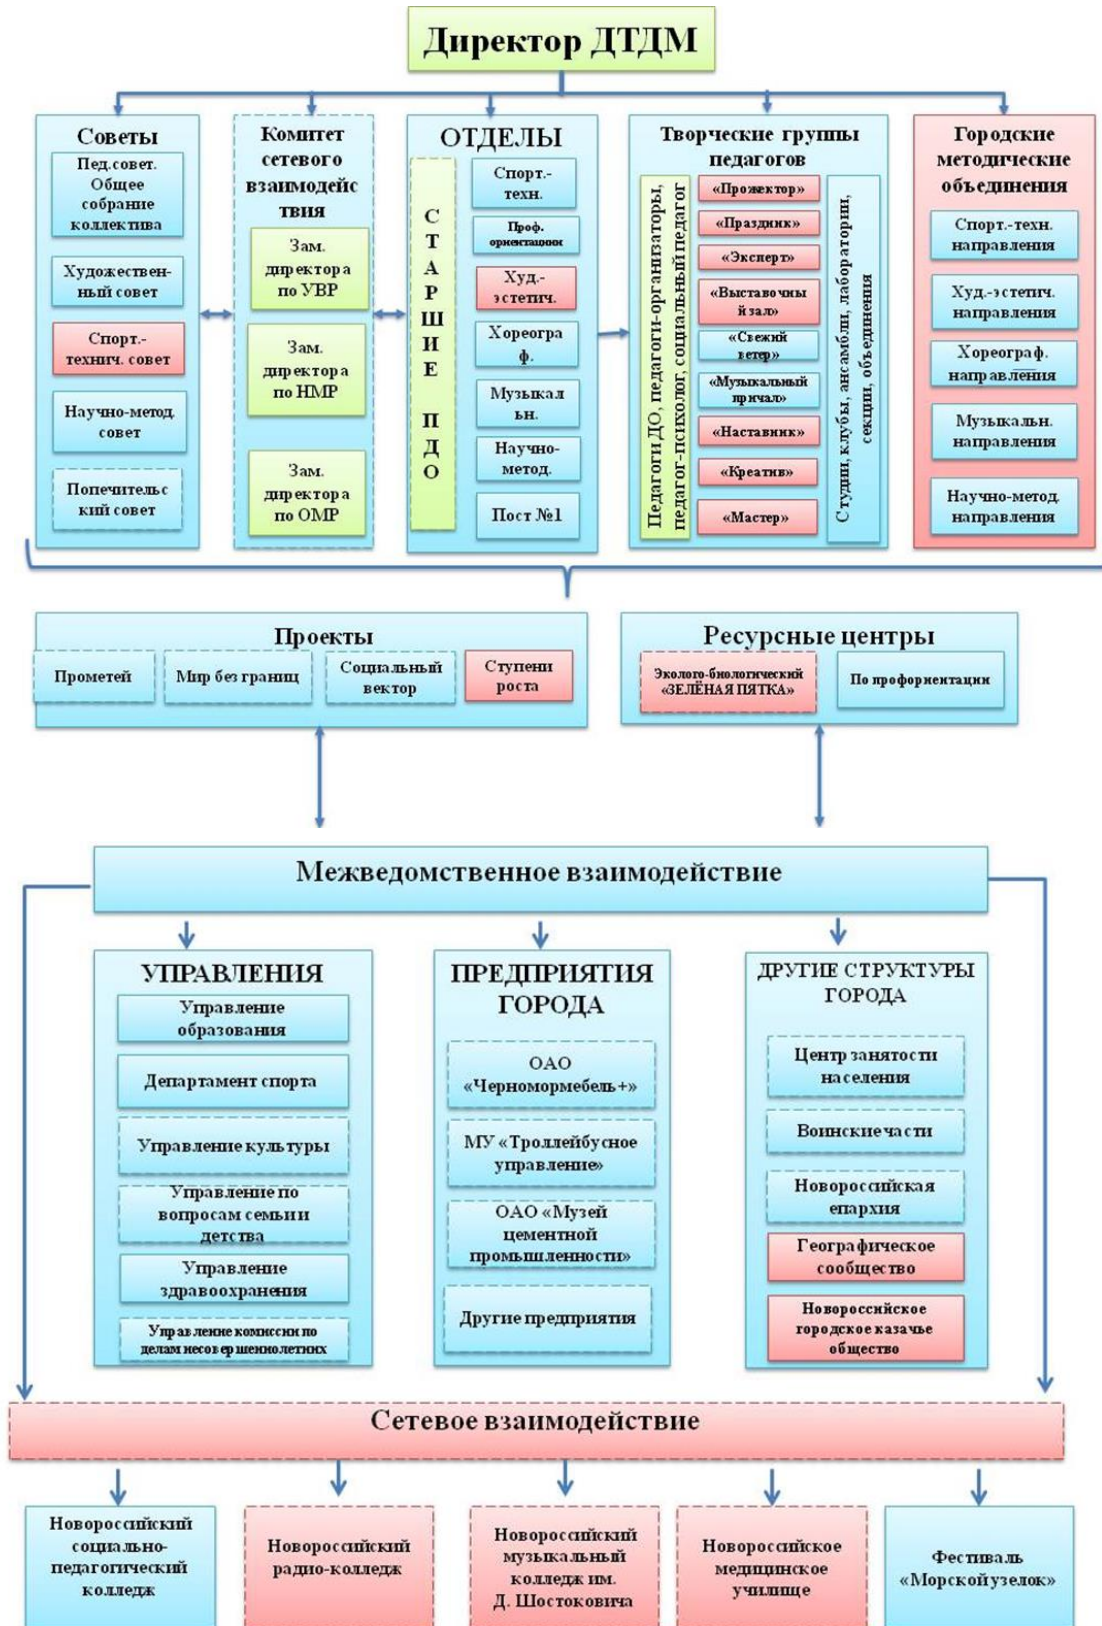 Директор ДТДМ
Советы
Пед.совет.
Общее
собрание
коллектива
Художествен-
ный совет
Спорт.-
технич. совет
Научно-метод.
совет
Попечительс
кий совет
Комитет
сетевого
взаимодейс
твия
Зам.
директора
по УВР
Зам.
директора
по НМР
Зам.
директора
по ОМР
ОТДЕЛЫ
СТАРШИЕ ПДО
Спорт.-
техн.
Проф.
ориентации
Худ.-
эстетич.
Хореогра
ф.
Музыкал
ьн.
Научно-
метод.
Пост №1
Творческие группы
педагогов
Педагоги ДО, педагоги-организаторы,
педагог-психолог, социальный педагог
«Прожектор»
«Праздник»
«Эксперт»
«Выставочны
й зал»
«Свежий
ветер»
«Музыкальный
причал»
«Наставник»
«Креатив»
«Мастер»
Студии, клубы, ансамбли, лаборатории,
секции, объединения
Городские
методические
объединения
Спорт.-техн.
направления
Худ.-эстетич.
направления
Хореограф.
направления
Музыкальн.
направления
Научно-метод.
направления
Проекты
Прометей
Мир без границ
Социальный
вектор
Ступени
роста
Ресурсные центры
Эколого-биологический
«ЗЕЛЁНАЯ ПЯТКА»
По профориентации
Межведомственное взаимодействие
УПРАВЛЕНИЯ
Управление
образования
Департамент спорта
Управление культуры
Управление по
вопросам семьи и
детства
Управление
здравоохранения
Управление комиссии по
делам несовершеннолетних
ПРЕДПРИЯТИЯ
ГОРОДА
ОАО
«Черномормебель+»
МУ «Троллейбусное
управление»
ОАО «Музей
цементной
промышленности»
Другие предприятия
ДРУГИЕ СТРУКТУРЫ
ГОРОДА
Центр занятости
населения
Воинские части
Новороссийская
епархия
Географическое
сообщество
Новороссийское
городское казачье
общество
Сетевое взаимодействие
Новороссийский
социально-
педагогический
колледж
Новороссийский
радио-колледж
Новороссийский
музыкальный
колледж им.
Д. Шостоковича
Новороссийское
медицинское
училище
Фестиваль
«Морской узелок»